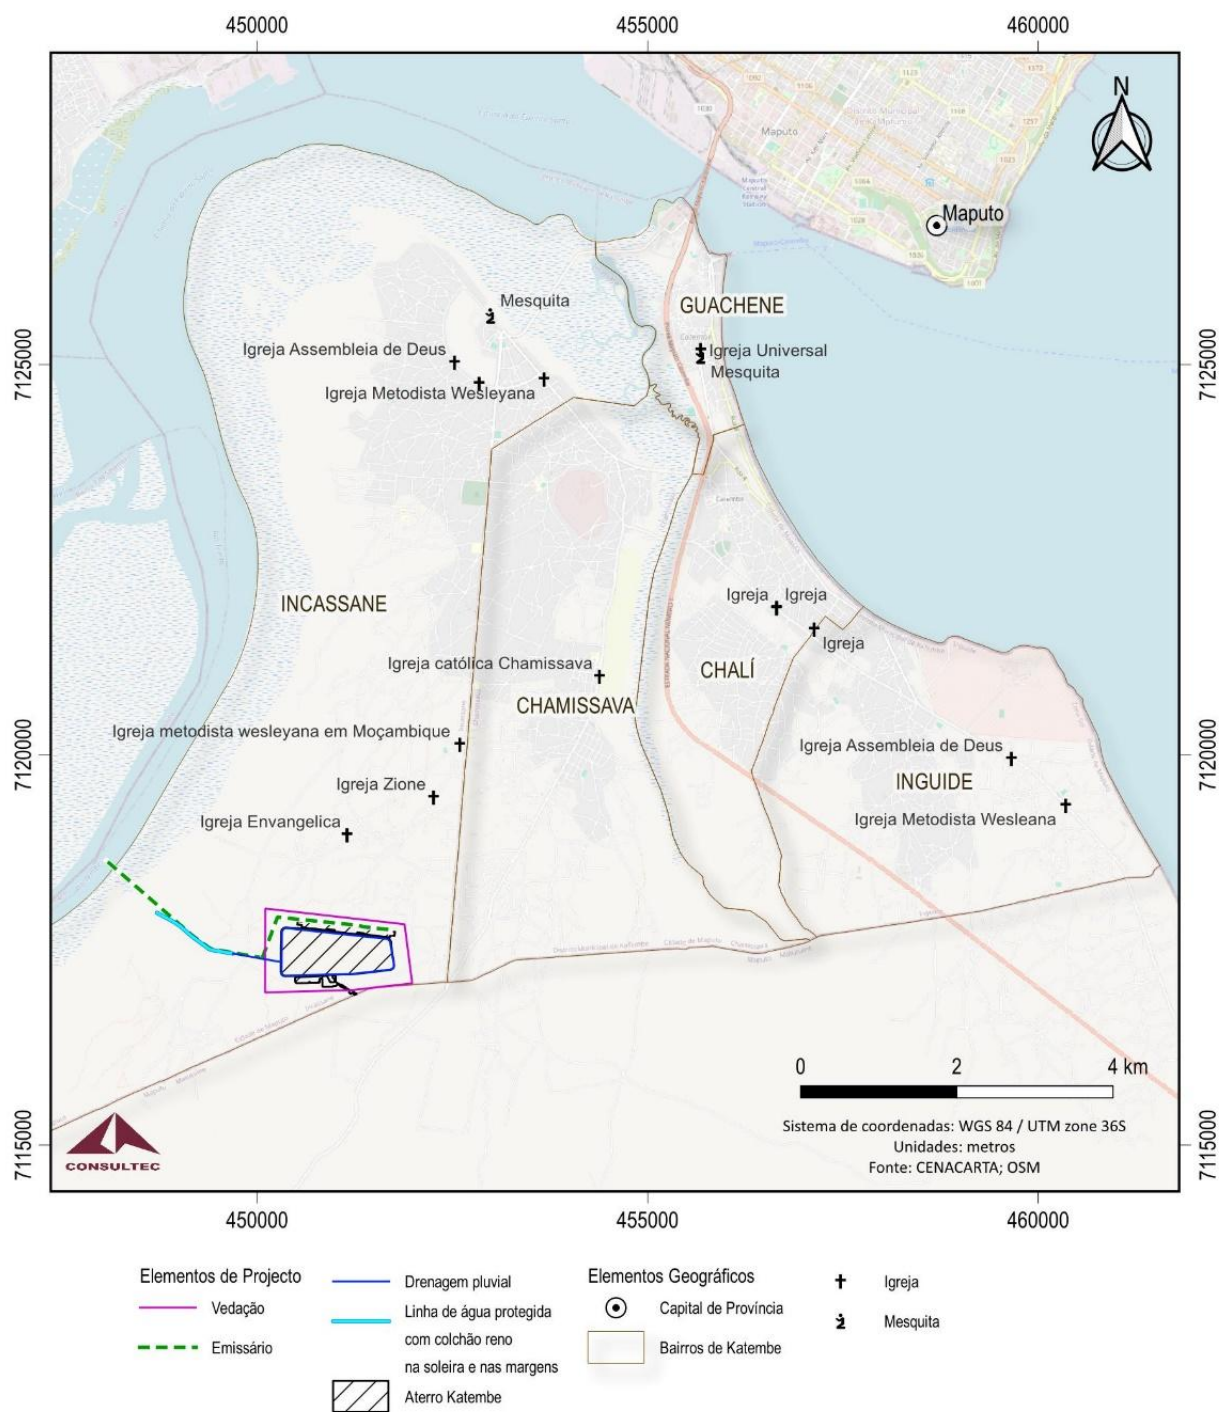 450000
455000
460000
N
Maputo
Maputo
GUACHENE
Mesquita
Igreja Assembleia de Deus
Igreja Universal
Mesquita
Igreja Metodista Wesleyana
7125000
7125000
INCASSANE
Igreja
Igreja
Igreja
Igreja católica Chamissava
CHALÍ
CHAMISSAVA
Igreja metodista wesleyana em Moçambique
Igreja Assembleia de Deus
7120000
7120000
Igreja Zione
INGUIDE
Igreja Envangelica
Igreja Metodista Wesleana
0
2
4 km
Sistema de coordenadas: WGS 84 / UTM zone 36S
Unidades: metros
Fonte: CENACARTA; OSM
CONSULTEC
7115000
7115000
450000
455000
460000
Elementos de Projecto
Vedação
Emissário
Drenagem pluvial
Linha de água protegida
com colchão reno
na soleira e nas margens
Aterro Katembe
Elementos Geográficos
Capital de Província
Bairros de Katembe
Igreja
Mesquita